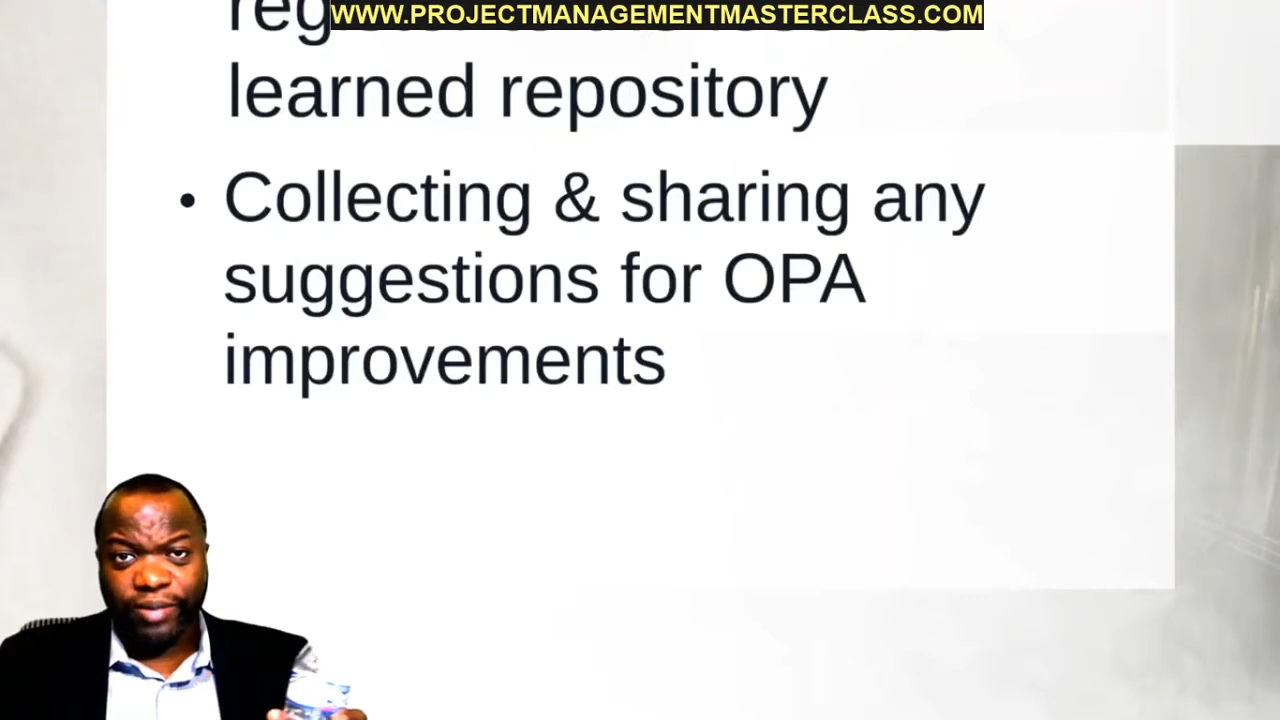 WWW.PROJECTMANAGEMENTMASTERCLASS.COM
learned repository
• Collecting & sharing any
suggestions for OPA
improvements